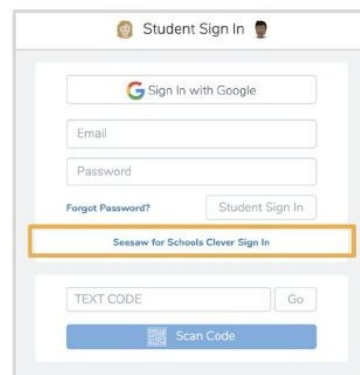 Student Sign In
Sign In with Google
Email
Password
Forgot Password?
Student Sign In
Seesaw for Schools Clever Sign In
TEXT CODE
Go
Scan Code